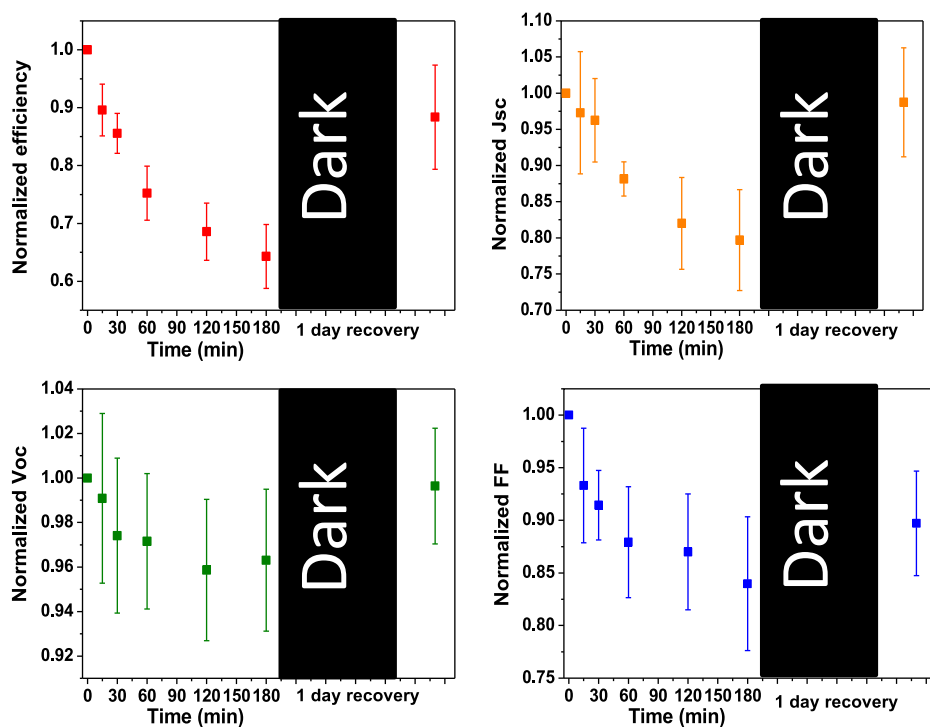 Normalized efficiency
1.0
0.9
0.8
0.7
0.6
Dark
0 30 60 90 120 150 180 1 day recovery
Time (min)
Normalized Jsc
1.10
1.05
1.00
0.95
0.90
0.85
0.80
0.75
0.70
Dark
0 30 60 90 120 150 180 1 day recovery
Time (min)
Normalized Voc
1.04
1.02
1.00
0.98
0.96
0.94
0.92
Dark
0 30 60 90 120 150 180 1 day recovery
Time (min)
Normalized FF
1.00
0.95
0.90
0.85
0.80
0.75
Dark
0 30 60 90 120 150 180 1 day recovery
Time (min)